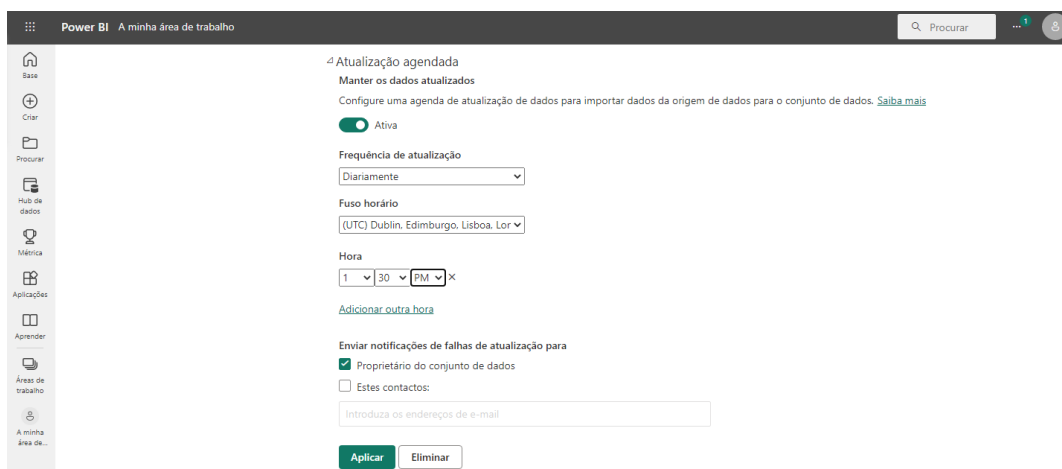 Power BI A minha área de trabalho
Procurar
... 1
Base
Criar
Procurar
Hub de
dados
Métrica
Aplicações
Aprender
Áreas de
trabalho
A minha
área de...
Atualização agendada
Manter os dados atualizados
Configure uma agenda de atualização de dados para importar dados da origem de dados para o conjunto de dados. Saiba mais
Ativa
Frequência de atualização
Diariamente
Fuso horário
(UTC) Dublin, Edimburgo, Lisboa, Lor
Hora
1 30 PM ×
Adicionar outra hora
Enviar notificações de falhas de atualização para
Proprietário do conjunto de dados
Estes contactos:
Introduza os endereços de e-mail
Aplicar Eliminar